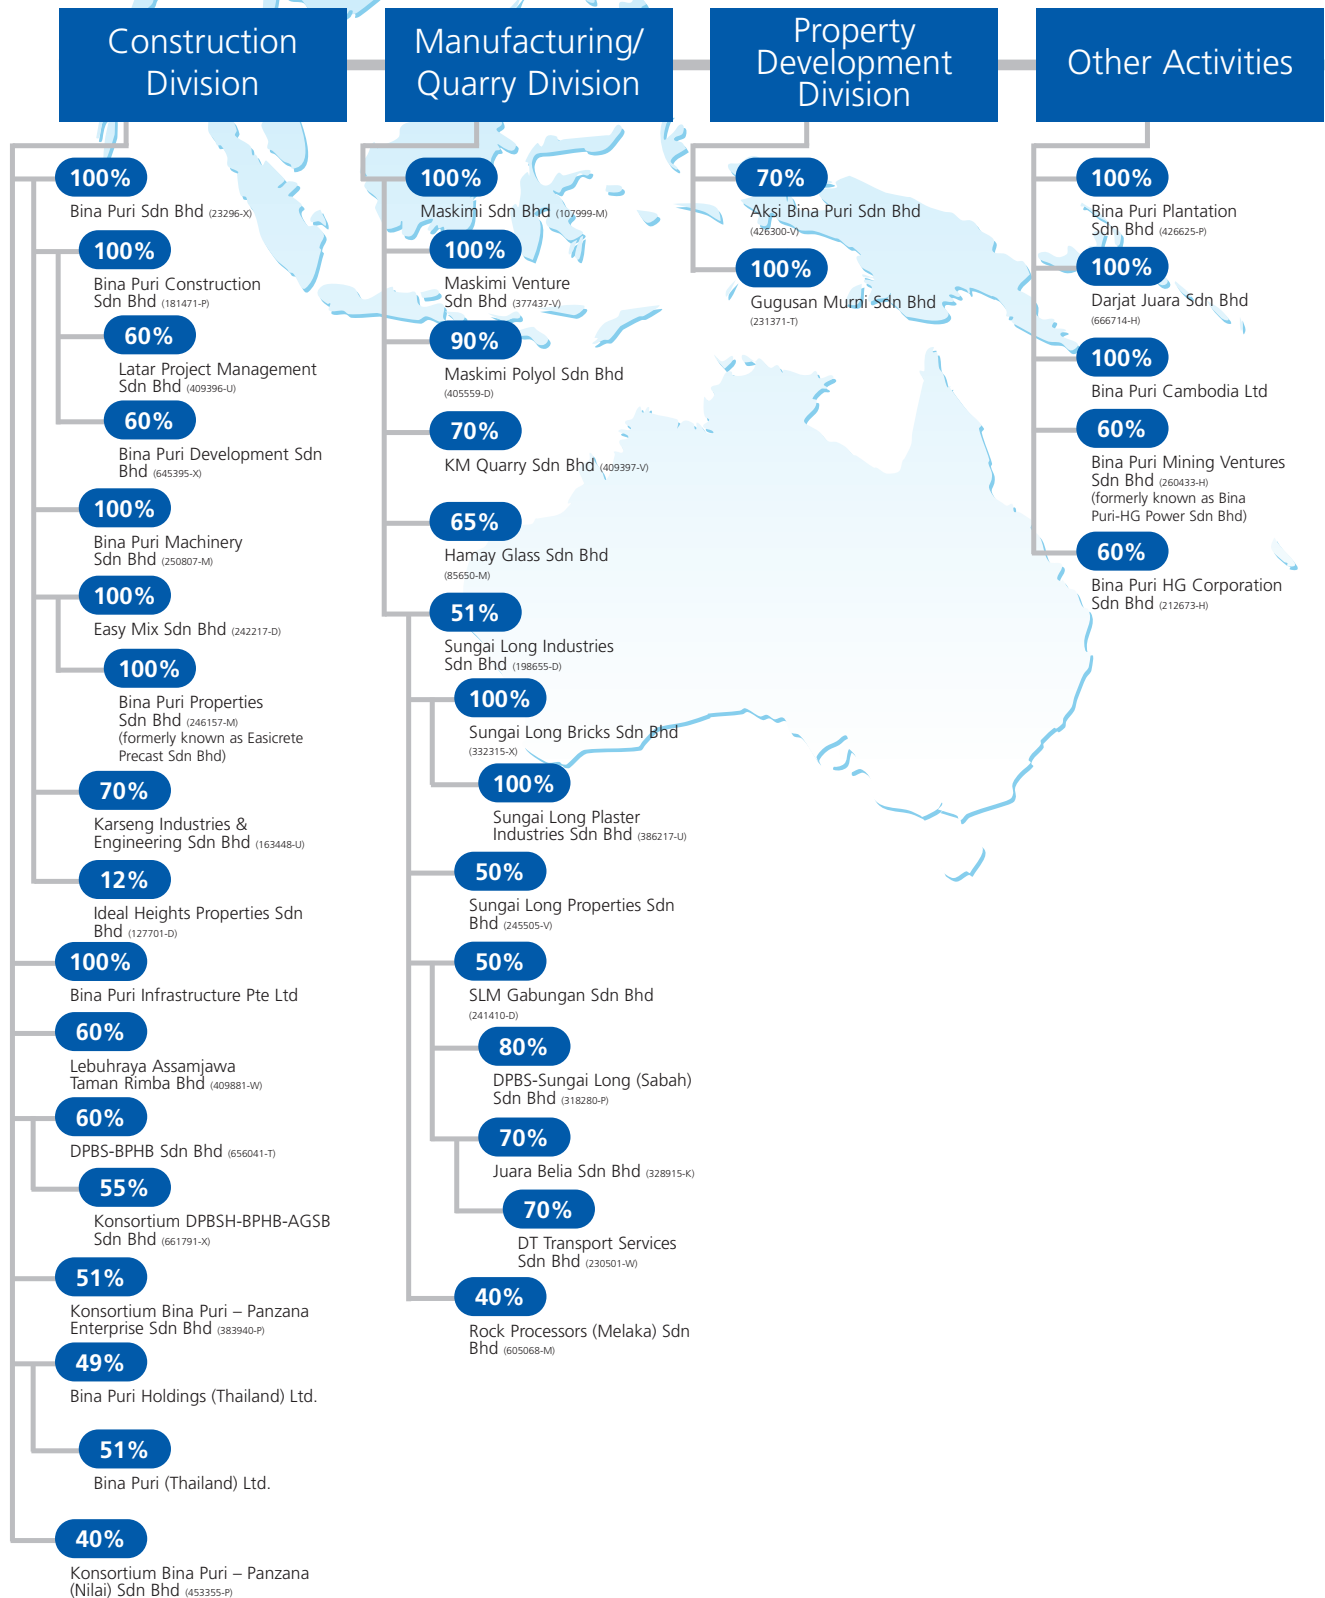 Construction
Division
100%
Bina Puri Sdn Bhd (23296-X)
100%
Bina Puri Construction
Sdn Bhd (181471-P)
60%
Latar Project Management
Sdn Bhd (409396-U)
60%
Bina Puri Development Sdn
Bhd (645395-X)
100%
Bina Puri Machinery
Sdn Bhd (250807-M)
100%
Easy Mix Sdn Bhd (242217-D)
100%
Bina Puri Properties
Sdn Bhd (246157-M)
(formerly known as Easicrete
Precast Sdn Bhd)
70%
Karseng Industries &
Engineering Sdn Bhd (163448-U)
12%
Ideal Heights Properties Sdn
Bhd (127701-D)
100%
Bina Puri Infrastructure Pte Ltd
60%
Lebuhraya Assamjawa
Taman Rimba Bhd (409881-W)
60%
DPBS-BPHB Sdn Bhd (656041-T)
55%
Konsortium DPBSH-BPHB-AGSB
Sdn Bhd (661791-X)
51%
Konsortium Bina Puri – Panzana
Enterprise Sdn Bhd (383940-P)
49%
Bina Puri Holdings (Thailand) Ltd.
51%
Bina Puri (Thailand) Ltd.
40%
Konsortium Bina Puri – Panzana
(Nilai) Sdn Bhd (453355-P)
Manufacturing/
Quarry Division
100%
Maskimi Sdn Bhd (107999-M)
100%
Maskimi Venture
Sdn Bhd (377437-V)
90%
Maskimi Polyol Sdn Bhd
(405559-D)
70%
KM Quarry Sdn Bhd (409397-V)
65%
Hamay Glass Sdn Bhd
(85650-M)
51%
Sungai Long Industries
Sdn Bhd (198655-D)
100%
Sungai Long Bricks Sdn Bhd
(332315-X)
100%
Sungai Long Plaster
Industries Sdn Bhd (386217-U)
50%
Sungai Long Properties Sdn
Bhd (245505-V)
50%
SLM Gabungan Sdn Bhd
(241410-D)
80%
DPBS-Sungai Long (Sabah)
Sdn Bhd (318280-P)
70%
Juara Belia Sdn Bhd (328915-K)
70%
DT Transport Services
Sdn Bhd (230501-W)
40%
Rock Processors (Melaka) Sdn
Bhd (605068-M)
Property
Development
Division
70%
Aksi Bina Puri Sdn Bhd
(426300-V)
100%
Gugusan Murni Sdn Bhd
(231371-T)
Other Activities
100%
Bina Puri Plantation
Sdn Bhd (426625-P)
100%
Darjat Juara Sdn Bhd
(666714-H)
100%
Bina Puri Cambodia Ltd
60%
Bina Puri Mining Ventures
Sdn Bhd (260433-H)
(formerly known as Bina
Puri-HG Power Sdn Bhd)
60%
Bina Puri HG Corporation
Sdn Bhd (212673-H)